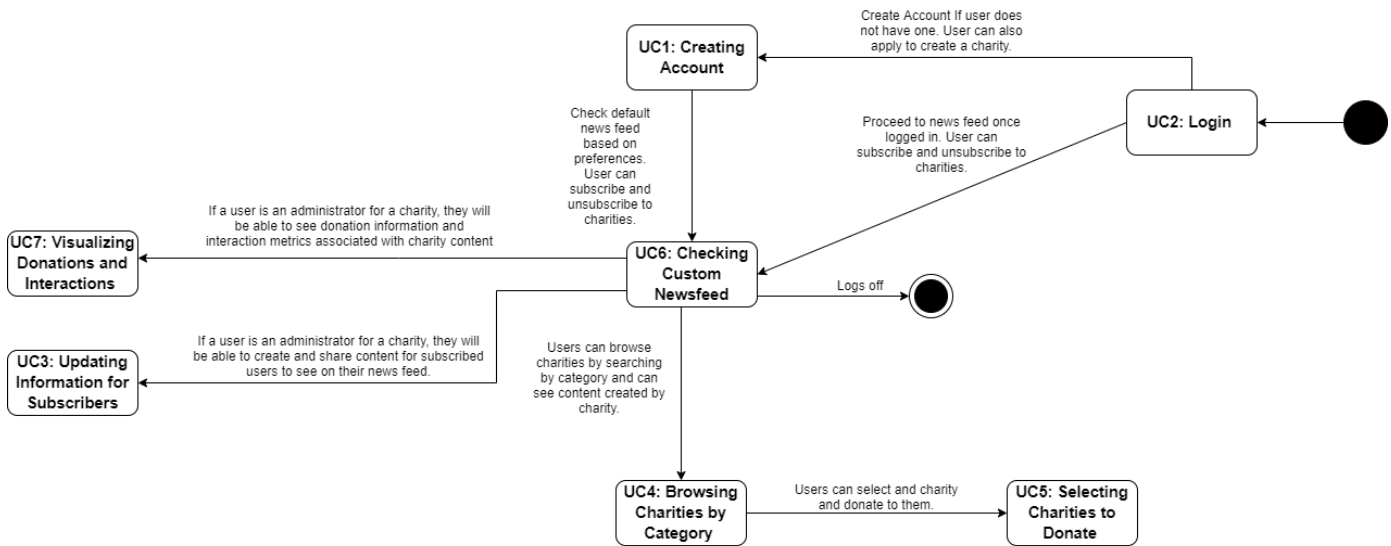 Create Account If user does
not have one. User can also
apply to create a charity.
UC1: Creating
Account
UC2: Login
Check default
news feed
based on
preferences.
User can
subscribe and
unsubscribe to
charities.
Proceed to news feed once
logged in. User can
subscribe and unsubscribe to
charities.
If a user is an administrator for a charity, they will
be able to see donation information and
interaction metrics associated with charity content
UC7: Visualizing
Donations and
Interactions
UC6: Checking
Custom
Newsfeed
Logs off
If a user is an administrator for a charity, they will
be able to create and share content for subscribed
users to see on their news feed.
UC3: Updating
Information for
Subscribers
Users can browse
charities by searching
by category and can
see content created by
charity.
UC4: Browsing
Charities by
Category
Users can select and charity
and donate to them.
UC5: Selecting
Charities to
Donate